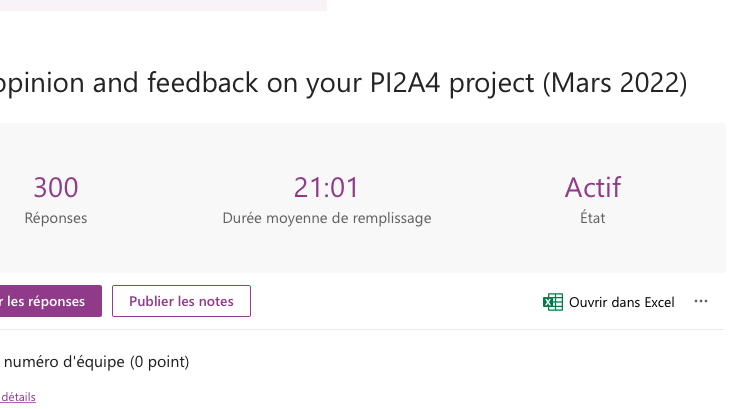 opinion and feedback on your PI2A4 project (Mars 2022)
300
Réponses
21:01
Durée moyenne de remplissage
Actif
État
les réponses
Publier les notes
Ouvrir dans Excel
numéro d'équipe (0 point)
détails